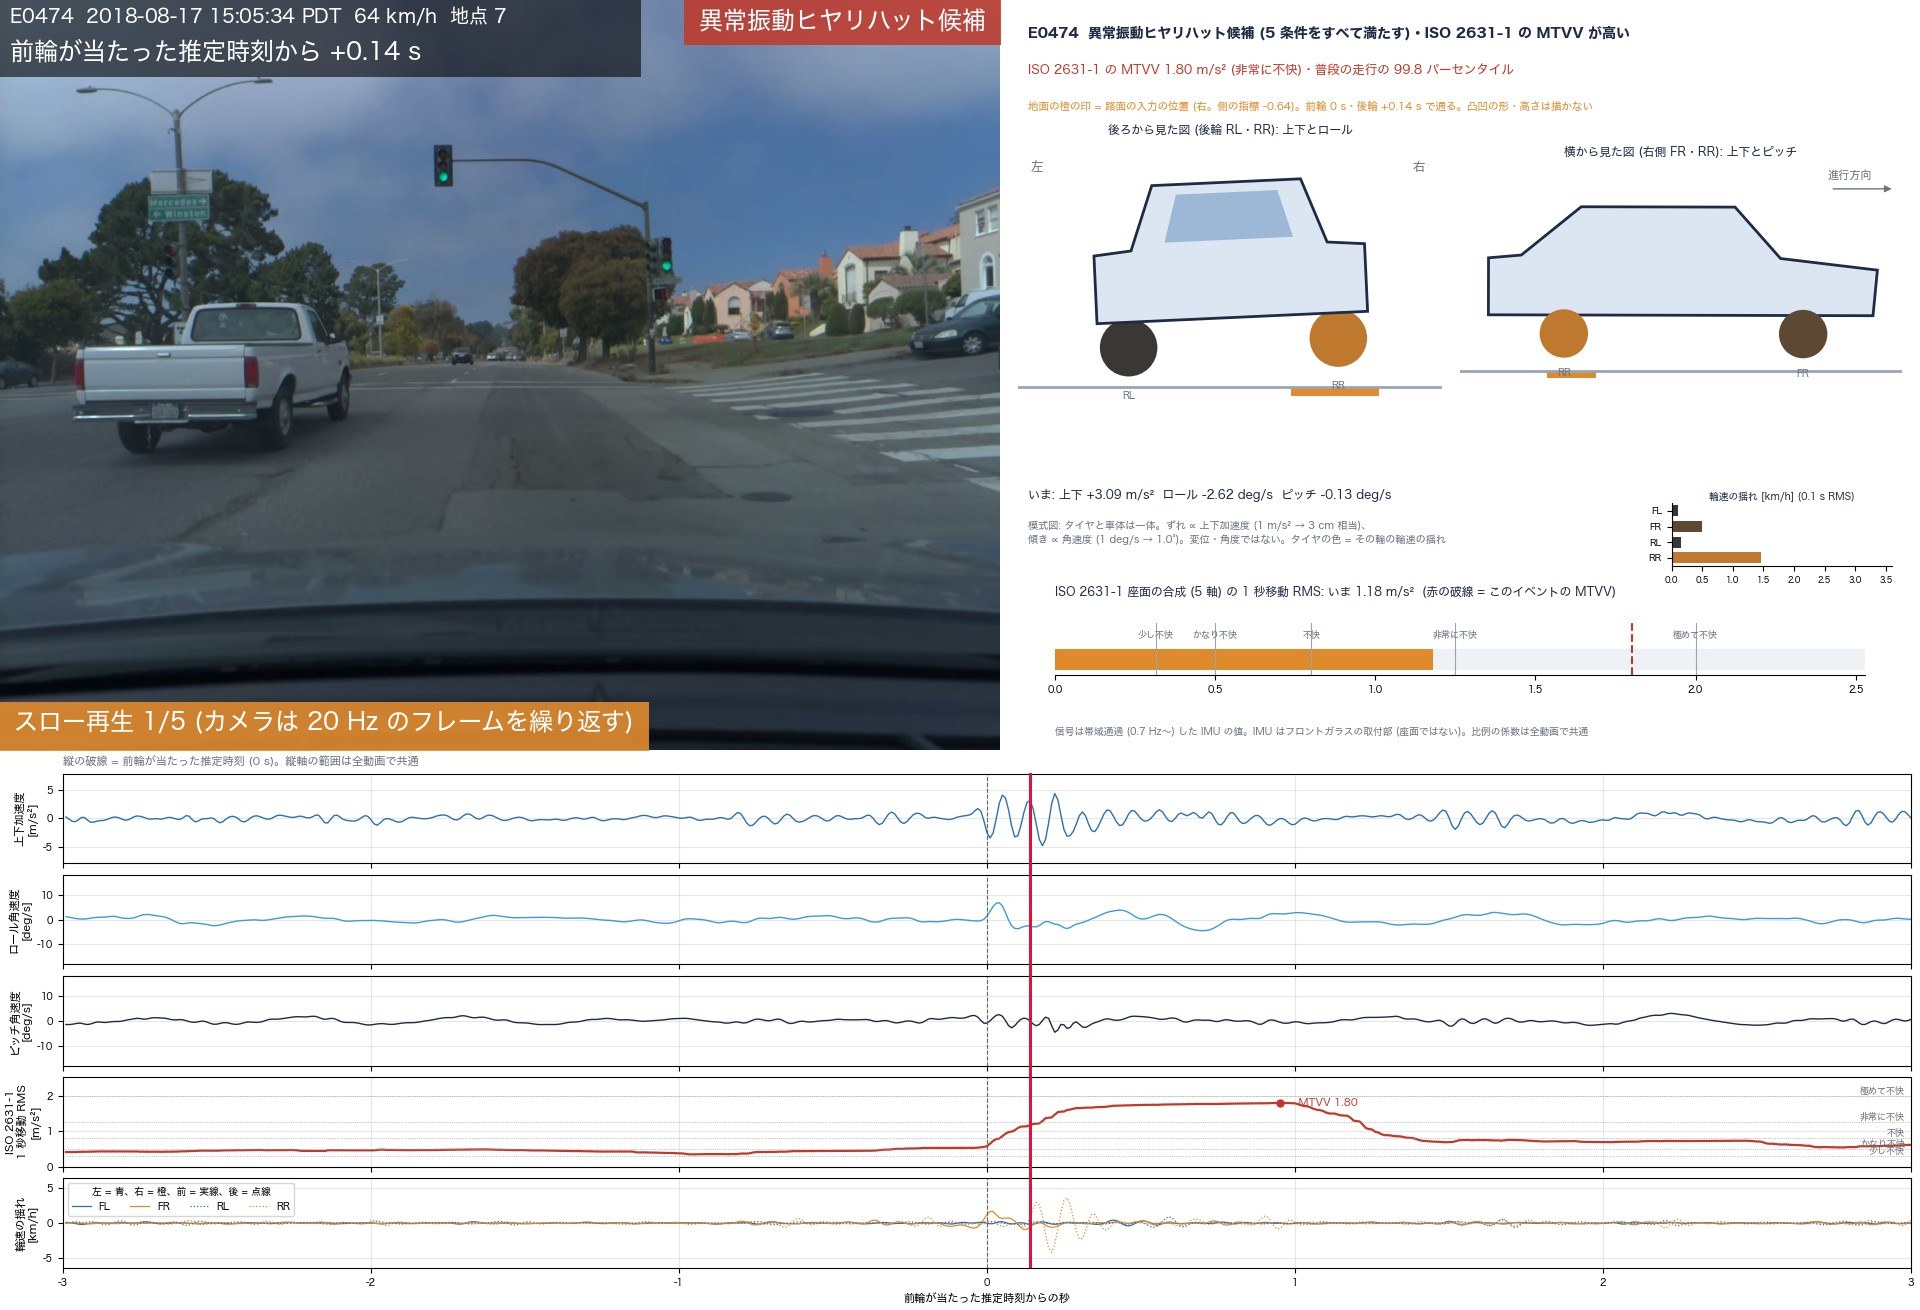 E0474 2018-08-17 15:05:34 PDT 64 km/h 地点 7
前輪が当たった推定時刻から +0.14 s
異常振動ヒヤリハット候補
Mercedes→
← Winston
スロー再生 1/5 (カメラは 20 Hz のフレームを繰り返す)
E0474 異常振動ヒヤリハット候補 (5 条件をすべて満たす)・ISO 2631-1 の MTVV が高い
ISO 2631-1 の MTVV 1.80 m/s² (非常に不快)・普段の走行の 99.8 パーセンタイル
地面の橙の印 = 路面の入力の位置 (右。側の指標 -0.64)。前輪 0 s・後輪 +0.14 s で通る。凸凹の形・高さは描かない
後ろから見た図 (後輪 RL・RR): 上下とロール
左
右
RL
RR
横から見た図 (右側 FR・RR): 上下とピッチ
進行方向
RR
FR
いま: 上下 +3.09 m/s² ロール -2.62 deg/s ピッチ -0.13 deg/s
模式図: タイヤと車体は一体。ずれ ∝ 上下加速度 (1 m/s² → 3 cm 相当)、
傾き ∝ 角速度 (1 deg/s → 1.0°)。変位・角度ではない。タイヤの色 = その輪の輪速の揺れ
輪速の揺れ [km/h] (0.1 s RMS)
FL
FR
RL
RR
0.0 0.5 1.0 1.5 2.0 2.5 3.0 3.5
ISO 2631-1 座面の合成 (5 軸) の 1 秒移動 RMS: いま 1.18 m/s² (赤の破線 = このイベントの MTVV)
少し不快 かなり不快 不快 非常に不快 極めて不快
0.0 0.5 1.0 1.5 2.0 2.5
信号は帯域通過 (0.7 Hz〜) した IMU の値。IMU はフロントガラスの取付部 (座面ではない)。比例の係数は全動画で共通
縦の破線 = 前輪が当たった推定時刻 (0 s)。縦軸の範囲は全動画で共通
上下加速度
[m/s²]
5
0
-5
ロール角速度
[deg/s]
10
0
-10
ピッチ角速度
[deg/s]
10
0
-10
ISO 2631-1
1 秒移動 RMS
[m/s²]
2
1
0
MTVV 1.80
極めて不快
非常に不快
不快
かなり不快
少し不快
輪速の揺れ
[km/h]
5
0
-5
左 = 青、右 = 橙、前 = 実線、後 = 点線
FL FR RL RR
-3 -2 -1 0 1 2 3
前輪が当たった推定時刻からの秒